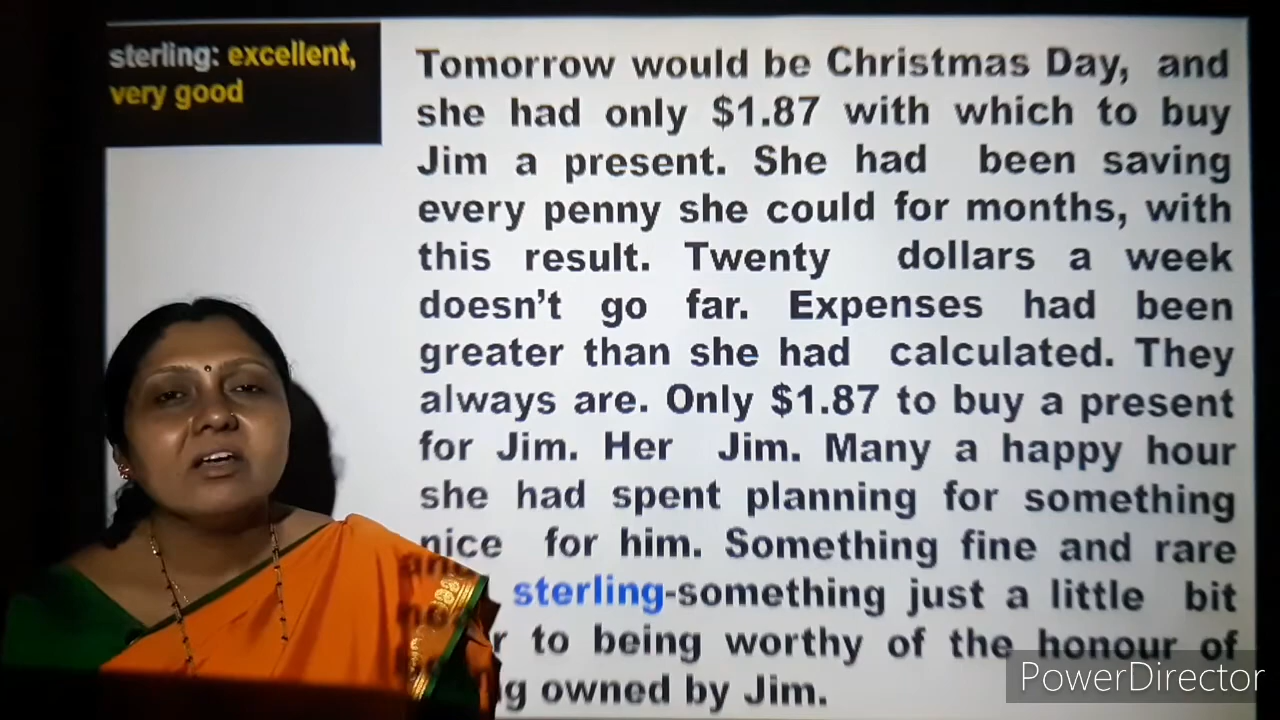 sterling: excellent,
very good
Tomorrow would be Christmas Day, and
she had only $1.87 with which to buy
Jim a present. She had been saving
every penny she could for months, with
this result. Twenty dollars a week
doesn't go far. Expenses had been
greater than she had calculated. They
always are. Only $1.87 to buy a present
for Jim. Her Jim. Many a happy hour
she had spent planning for something
nice for him. Something fine and rare
sterling-something just a little bit
to being worthy of the honour of
owned by Jim.
PowerDirector